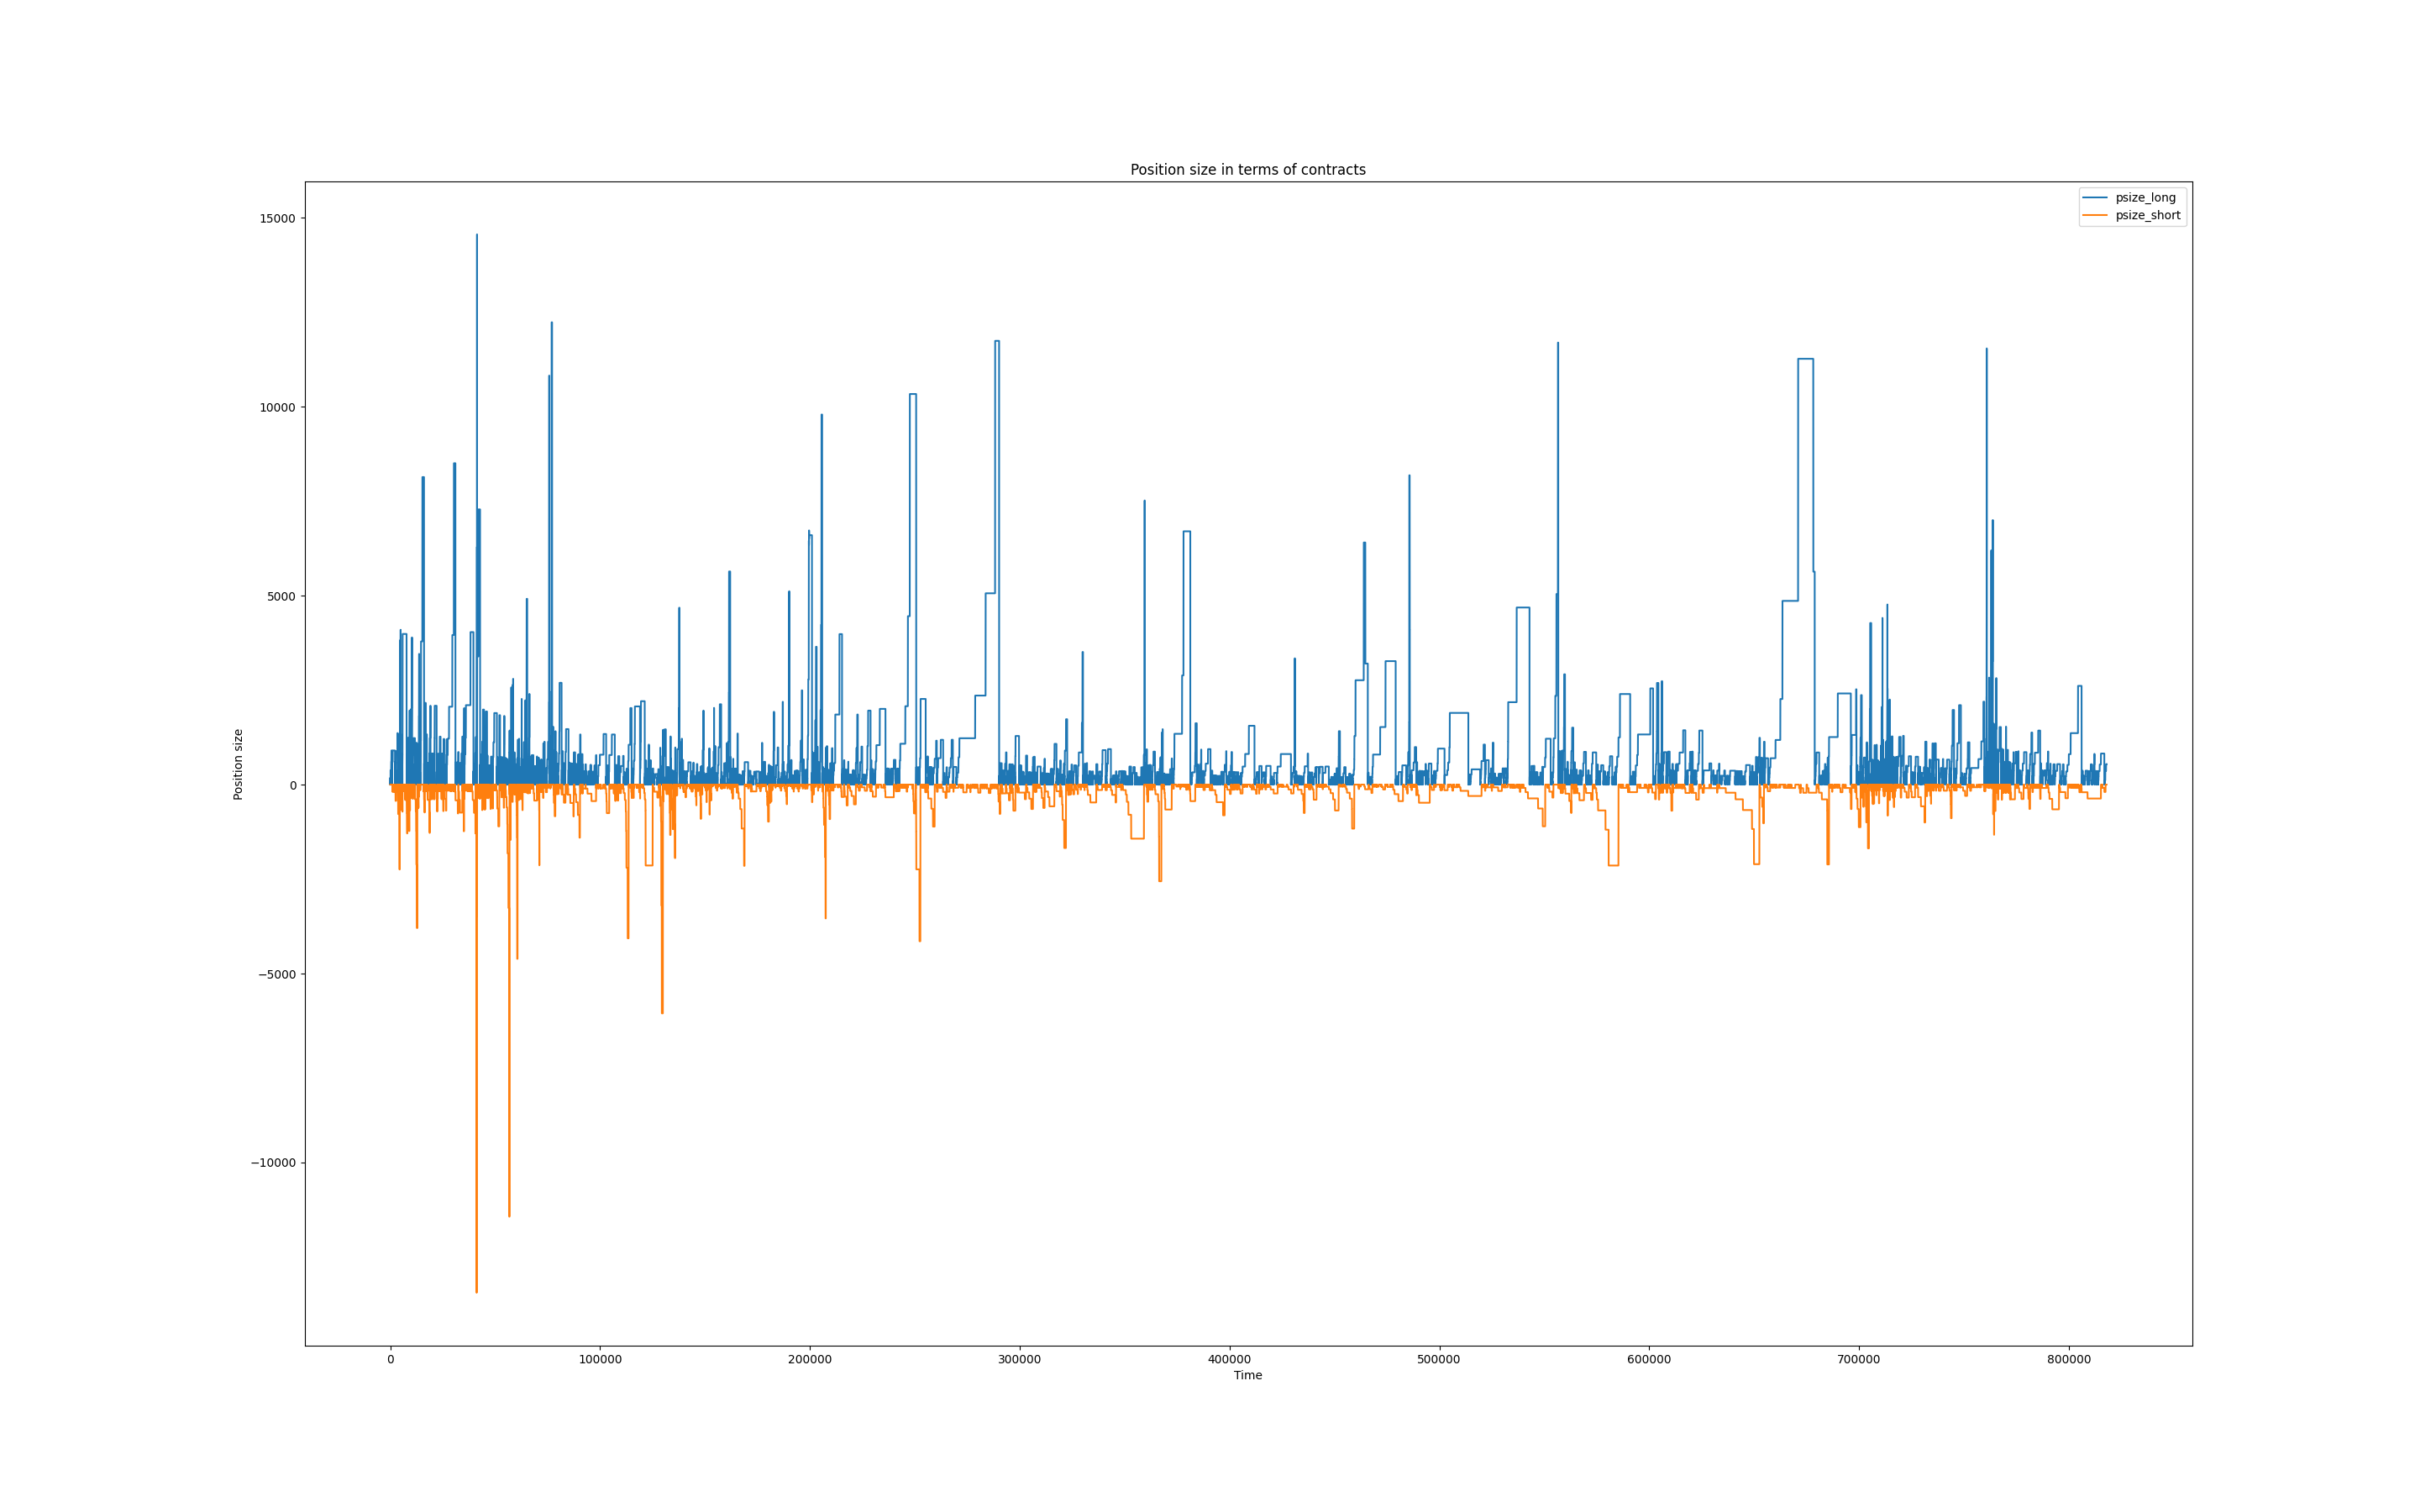 Position size in terms of contracts
psize_long
psize_short
15000
10000
5000
0
−5000
−10000
Position size
0 100000 200000 300000 400000 500000 600000 700000 800000
Time